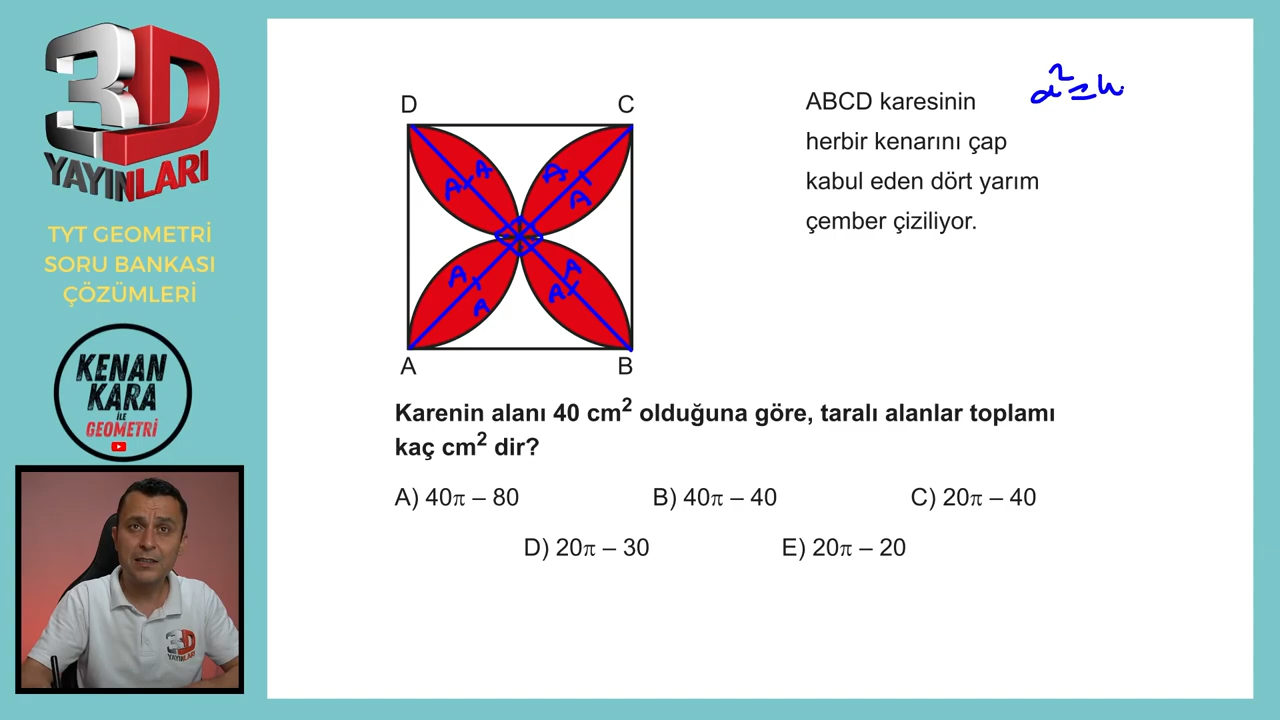 3D
YAYINLARI
TYT GEOMETRİ
SORU BANKASI
ÇÖZÜMLERİ
KENAN
KARA
İLE
GEOMETRİ
3D
YAYINLARI
D C
A A A A
A A A A
A B
ABCD karesinin
herbir kenarını çap
kabul eden dört yarım
çember çiziliyor.
Karenin alanı 40 cm² olduğuna göre, taralı alanlar toplamı
kaç cm² dir?
A) 40π – 80 B) 40π – 40 C) 20π – 40
D) 20π – 30 E) 20π – 20